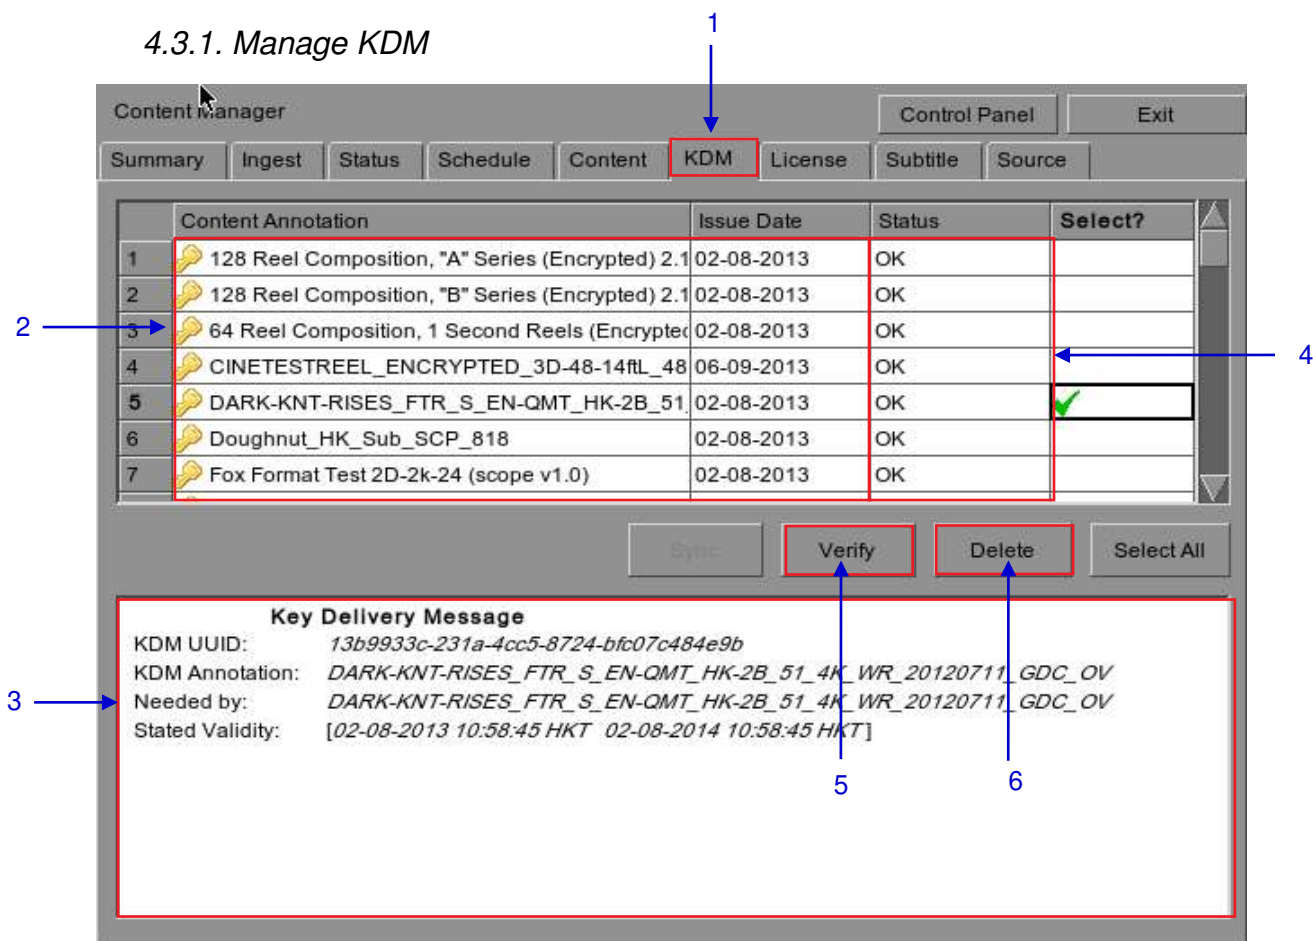 1
4.3.1. Manage KDM
Content Manager Control Panel Exit
Summary Ingest Status Schedule Content KDM License Subtitle Source
Content Annotation Issue Date Status Select?
1 128 Reel Composition, "A" Series (Encrypted) 2.1 02-08-2013 OK
2 128 Reel Composition, "B" Series (Encrypted) 2.1 02-08-2013 OK
2 3 64 Reel Composition, 1 Second Reels (Encrypted 02-08-2013 OK
4 CINETESTREEL_ENCRYPTED_3D-48-14ftL_48 06-09-2013 OK 4
5 DARK-KNT-RISES_FTR_S_EN-QMT_HK-2B_51_ 02-08-2013 OK
6 Doughnut_HK_Sub_SCP_818 02-08-2013 OK
7 Fox Format Test 2D-2k-24 (scope v1.0) 02-08-2013 OK
Sync Verify Delete Select All
Key Delivery Message
KDM UUID: 13b9933c-231a-4cc5-8724-bfc07c484e9b
KDM Annotation: DARK-KNT-RISES_FTR_S_EN-QMT_HK-2B_51_4K_WR_20120711_GDC_OV
3 Needed by: DARK-KNT-RISES_FTR_S_EN-QMT_HK-2B_51_4K_WR_20120711_GDC_OV
Stated Validity: [02-08-2013 10:58:45 HKT 02-08-2014 10:58:45 HKT]
5 6